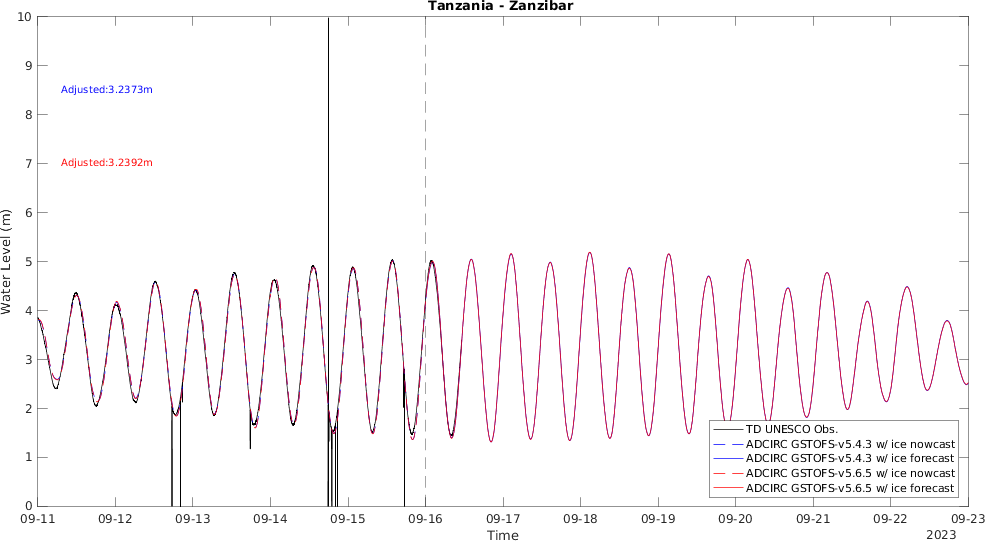 Tanzania - Zanzibar
10
9
8
7
6
5
4
3
2
1
0
Water Level (m)
Adjusted:3.2373m
Adjusted:3.2392m
TD UNESCO Obs.
ADCIRC GSTOFS-v5.4.3 w/ ice nowcast
ADCIRC GSTOFS-v5.4.3 w/ ice forecast
ADCIRC GSTOFS-v5.6.5 w/ ice nowcast
ADCIRC GSTOFS-v5.6.5 w/ ice forecast
09-11 09-12 09-13 09-14 09-15 09-16 09-17 09-18 09-19 09-20 09-21 09-22 09-23
Time
2023